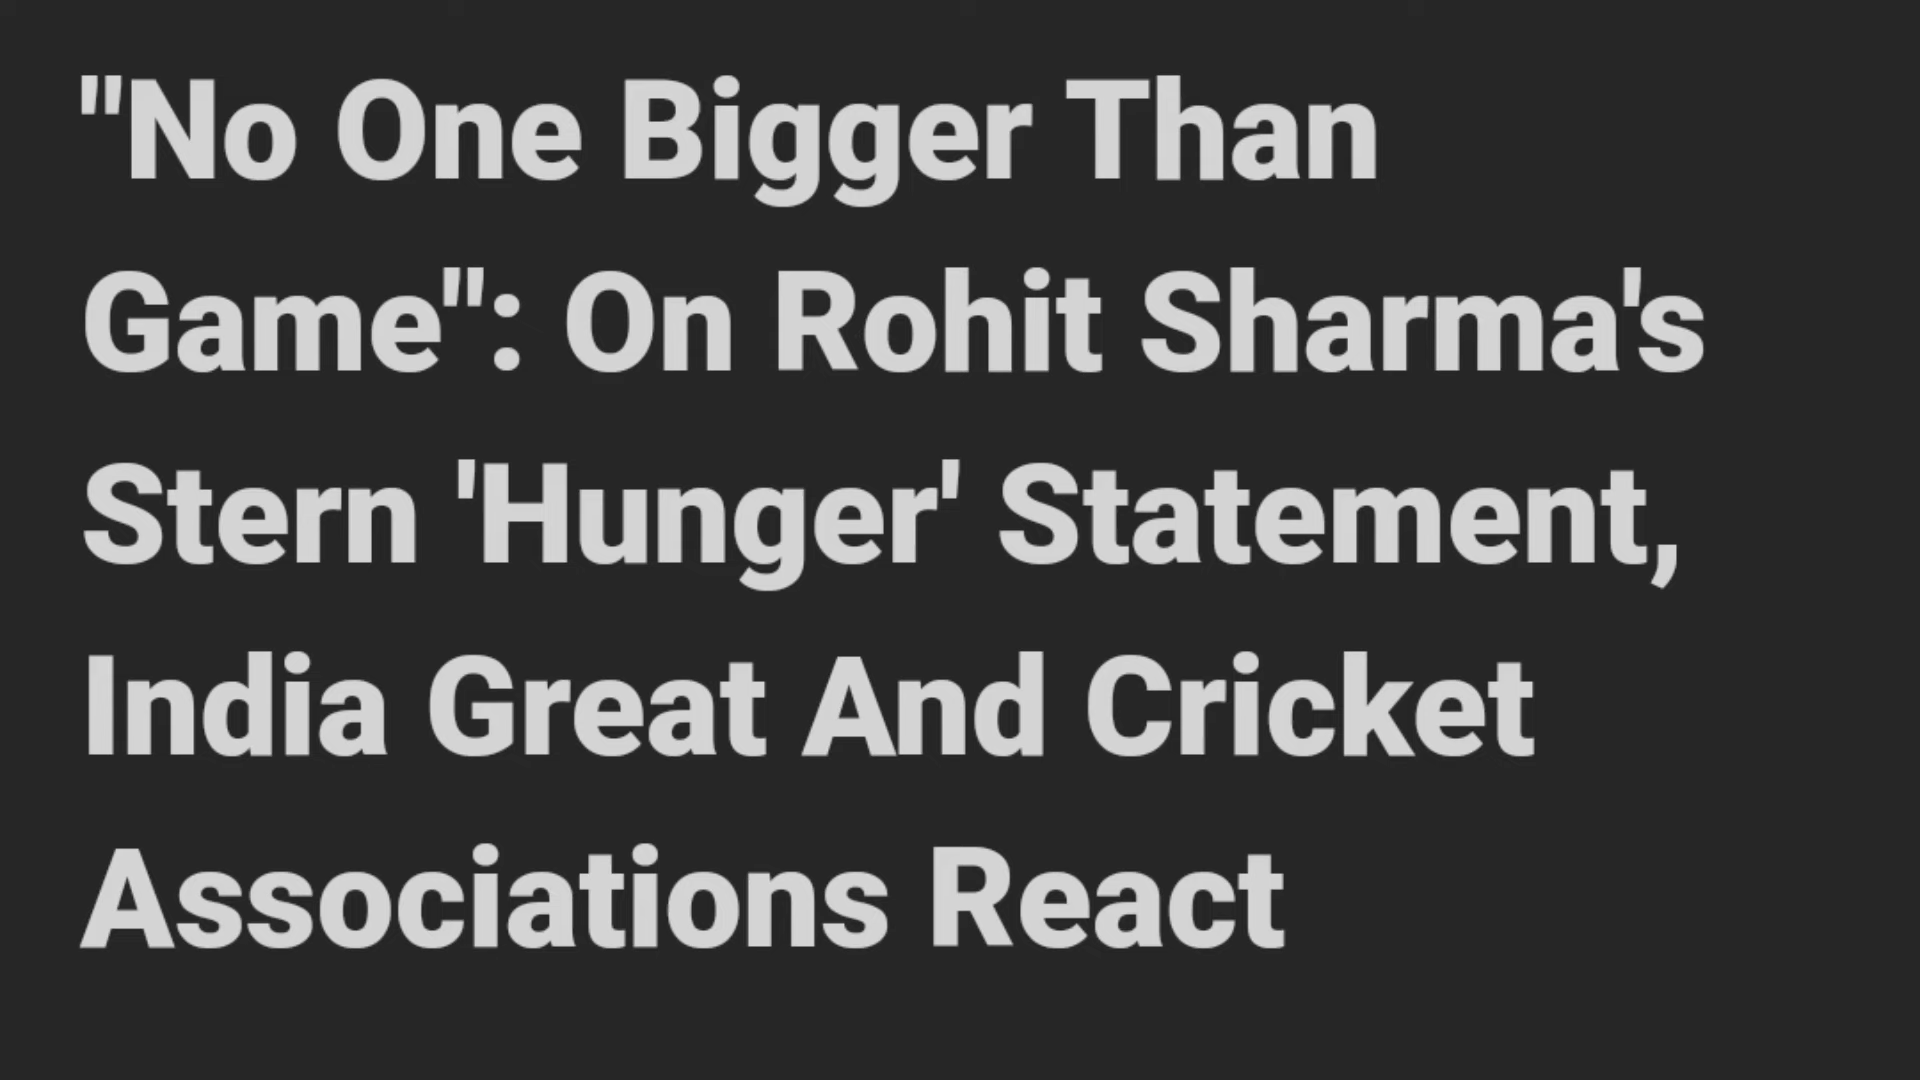 "No One Bigger Than
Game": On Rohit Sharma's
Stern 'Hunger' Statement,
India Great And Cricket
Associations React